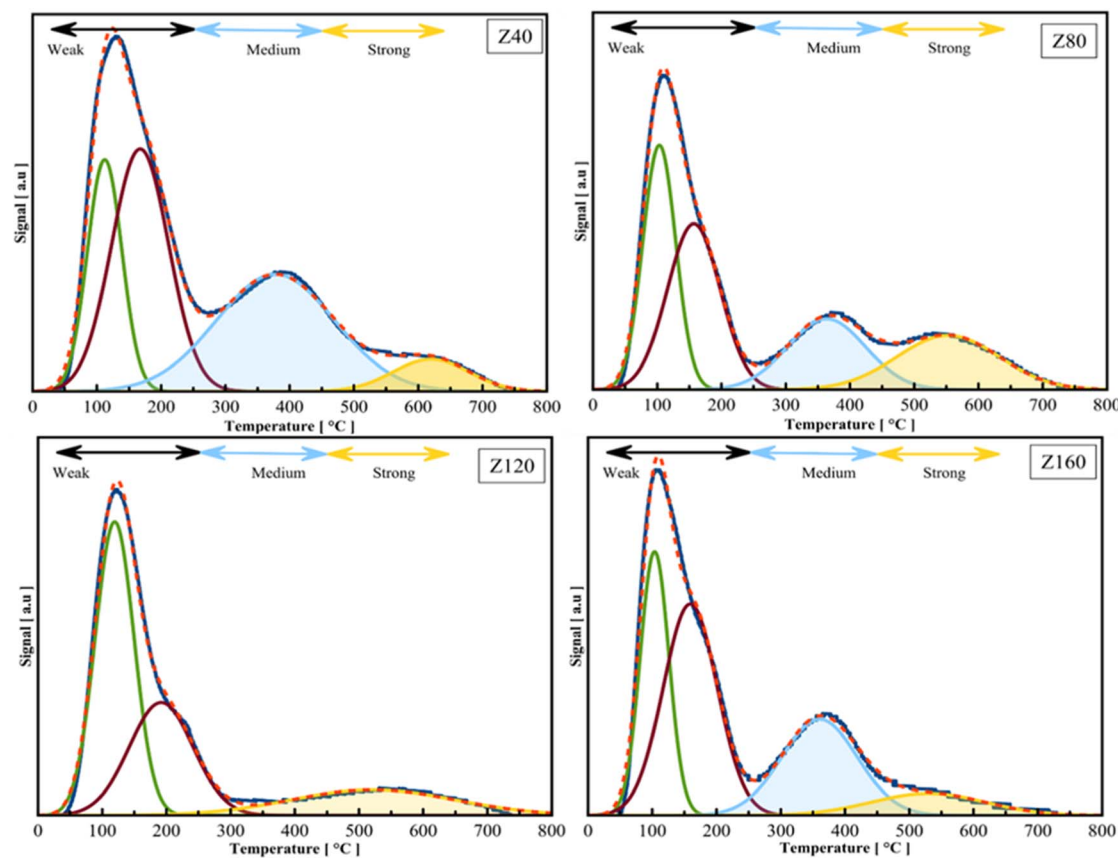 Z40
Weak Medium Strong
Signal [ a.u ]
0 100 200 300 400 500 600 700 800
Temperature [ °C ]
Z80
Weak Medium Strong
Signal [ a.u ]
0 100 200 300 400 500 600 700 800
Temperature [ °C ]
Z120
Weak Medium Strong
Signal [ a.u ]
0 100 200 300 400 500 600 700 800
Temperature [ °C ]
Z160
Weak Medium Strong
Signal [ a.u ]
0 100 200 300 400 500 600 700 800
Temperature [ °C ]